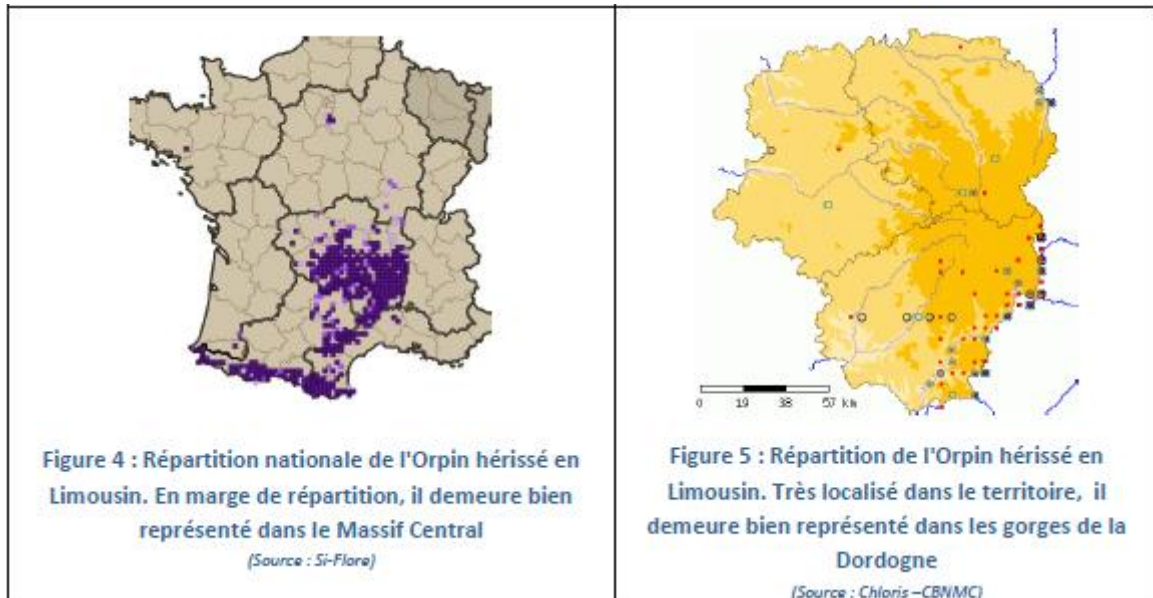 Figure 4 : Répartition nationale de l'Orpin hérissé en
Limousin. En marge de répartition, il demeure bien
représenté dans le Massif Central
(Source : Si-Flore)
0 19 38 57 km
Figure 5 : Répartition de l'Orpin hérissé en
Limousin. Très localisé dans le territoire, il
demeure bien représenté dans les gorges de la
Dordogne
(Source : Chloris –CBNMC)